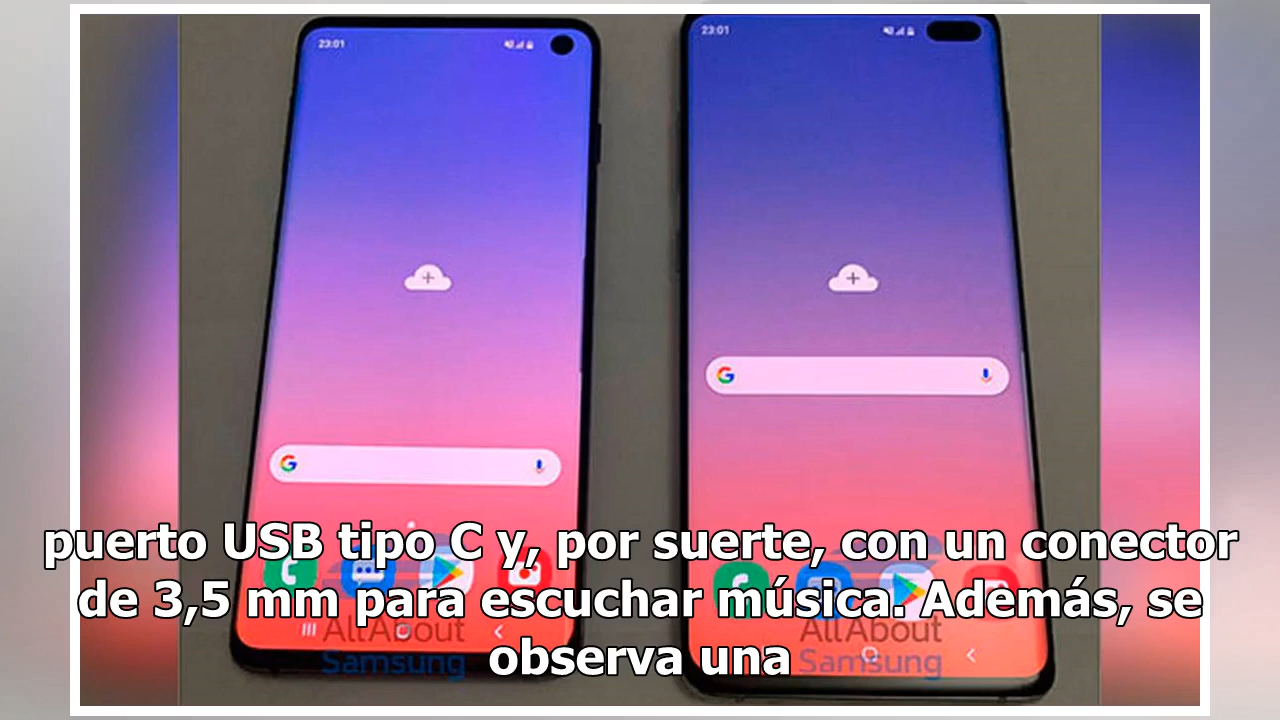 23:01
23:01
puerto USB tipo C y, por suerte, con un conector
de 3,5 mm para escuchar música. Además, se
observa una
AllAbout
Samsung
AllAbout
Samsung